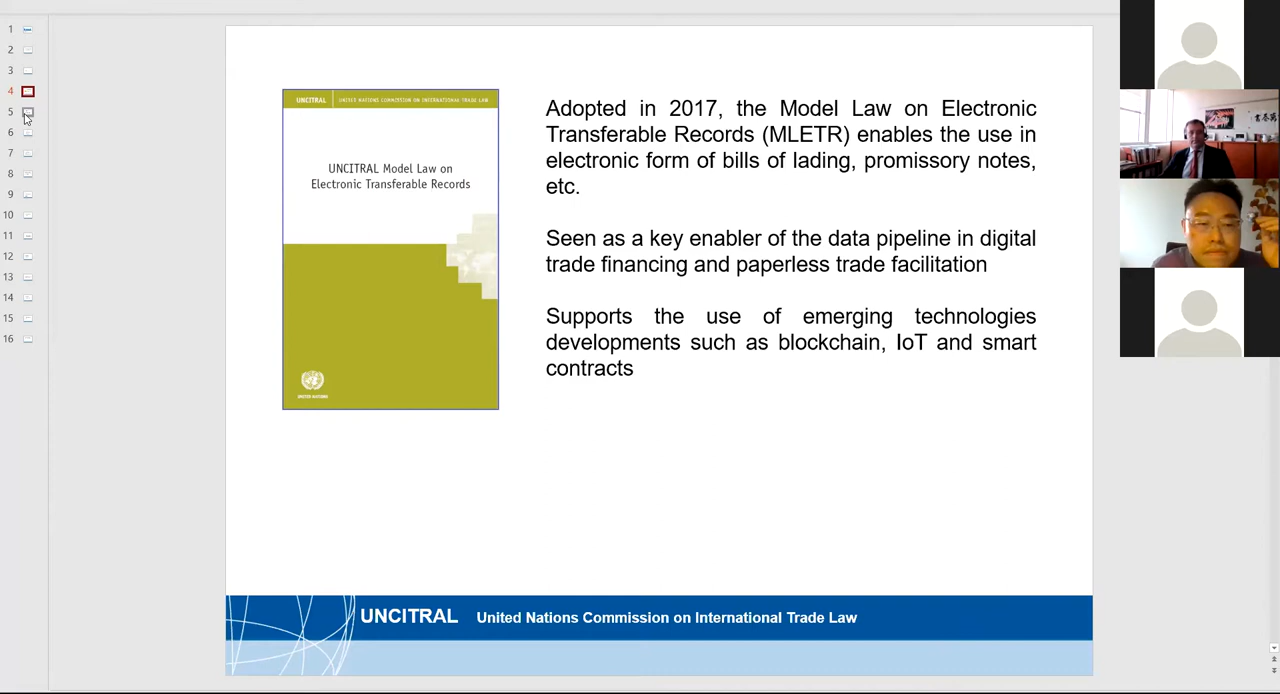 1
2
3
4
5
6
7
8
9
10
11
12
13
14
15
16
UNCITRAL UNITED NATIONS COMMISSION ON INTERNATIONAL TRADE LAW
UNCITRAL Model Law on
Electronic Transferable Records
UNITED NATIONS
Adopted in 2017, the Model Law on Electronic
Transferable Records (MLETR) enables the use in
electronic form of bills of lading, promissory notes,
etc.
Seen as a key enabler of the data pipeline in digital
trade financing and paperless trade facilitation
Supports the use of emerging technologies
developments such as blockchain, IoT and smart
contracts
UNCITRAL United Nations Commission on International Trade Law